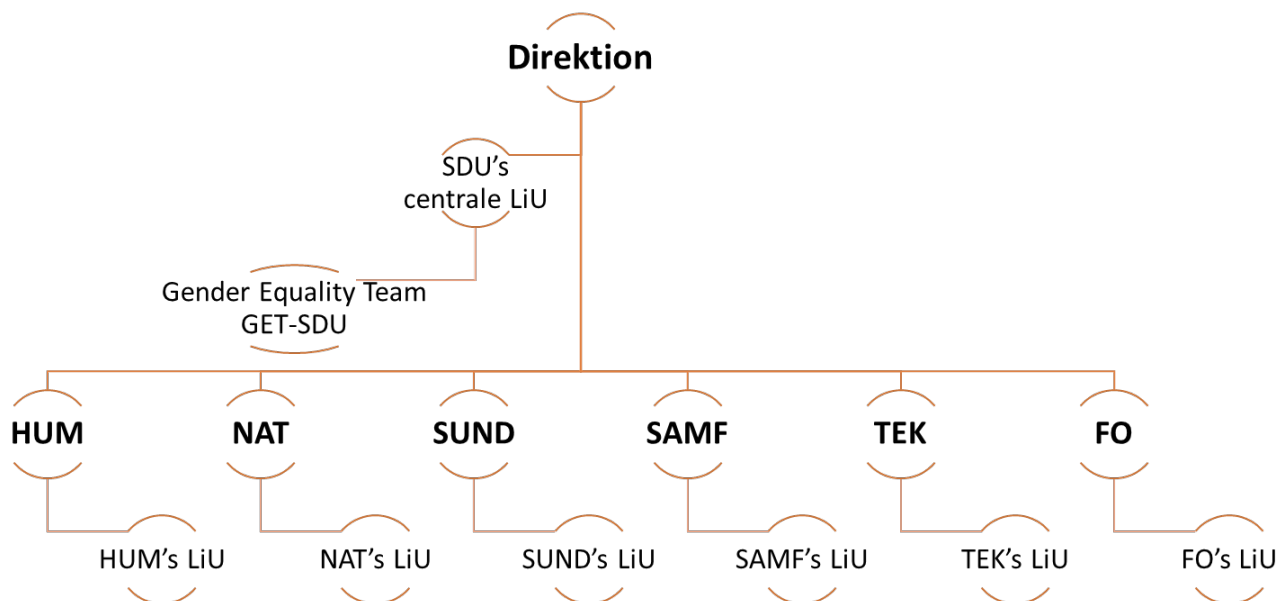 Direktion
SDU’s
centrale LiU
Gender Equality Team
GET-SDU
HUM
NAT
SUND
SAMF
TEK
FO
HUM’s LiU
NAT’s LiU
SUND’s LiU
SAMF’s LiU
TEK’s LiU
FO’s LiU